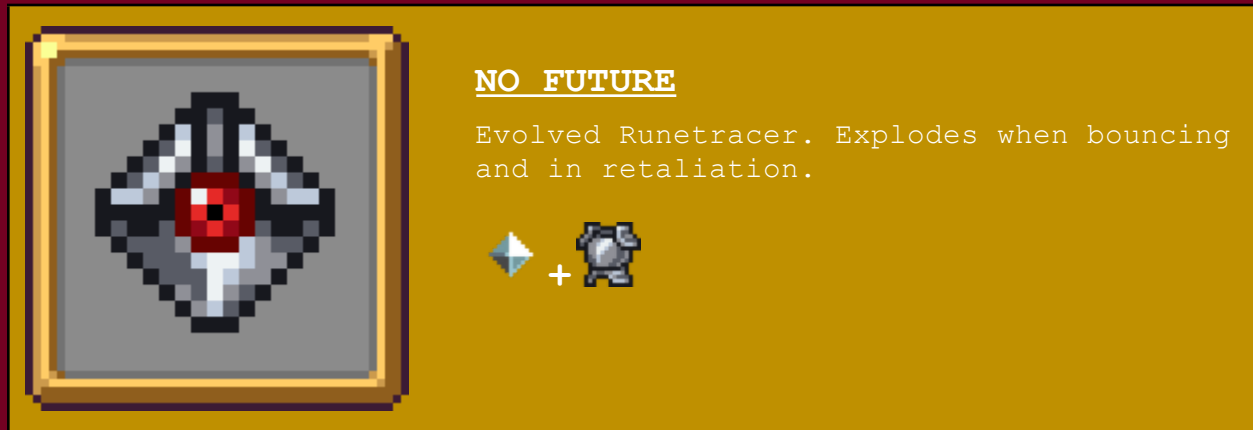 NO FUTURE
Evolved Runetracer. Explodes when bouncing
and in retaliation.
+